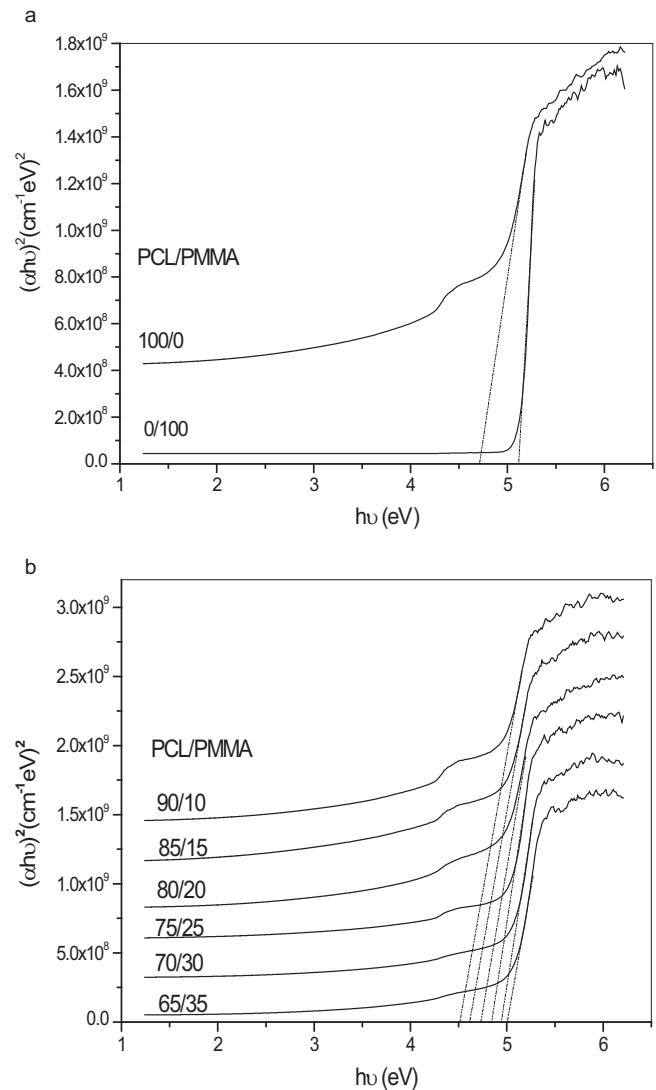 a
1.8x10⁹
1.6x10⁹
1.4x10⁹
1.2x10⁹
1.0x10⁹
8.0x10⁸
6.0x10⁸
4.0x10⁸
2.0x10⁸
0.0
(αhυ)²(cm⁻¹eV)²
PCL/PMMA
100/0
0/100
1 2 3 4 5 6
hυ (eV)
b
3.0x10⁹
2.5x10⁹
2.0x10⁹
1.5x10⁹
1.0x10⁹
5.0x10⁸
0.0
(αhυ)²(cm⁻¹eV)²
PCL/PMMA
90/10
85/15
80/20
75/25
70/30
65/35
1 2 3 4 5 6
hυ (eV)